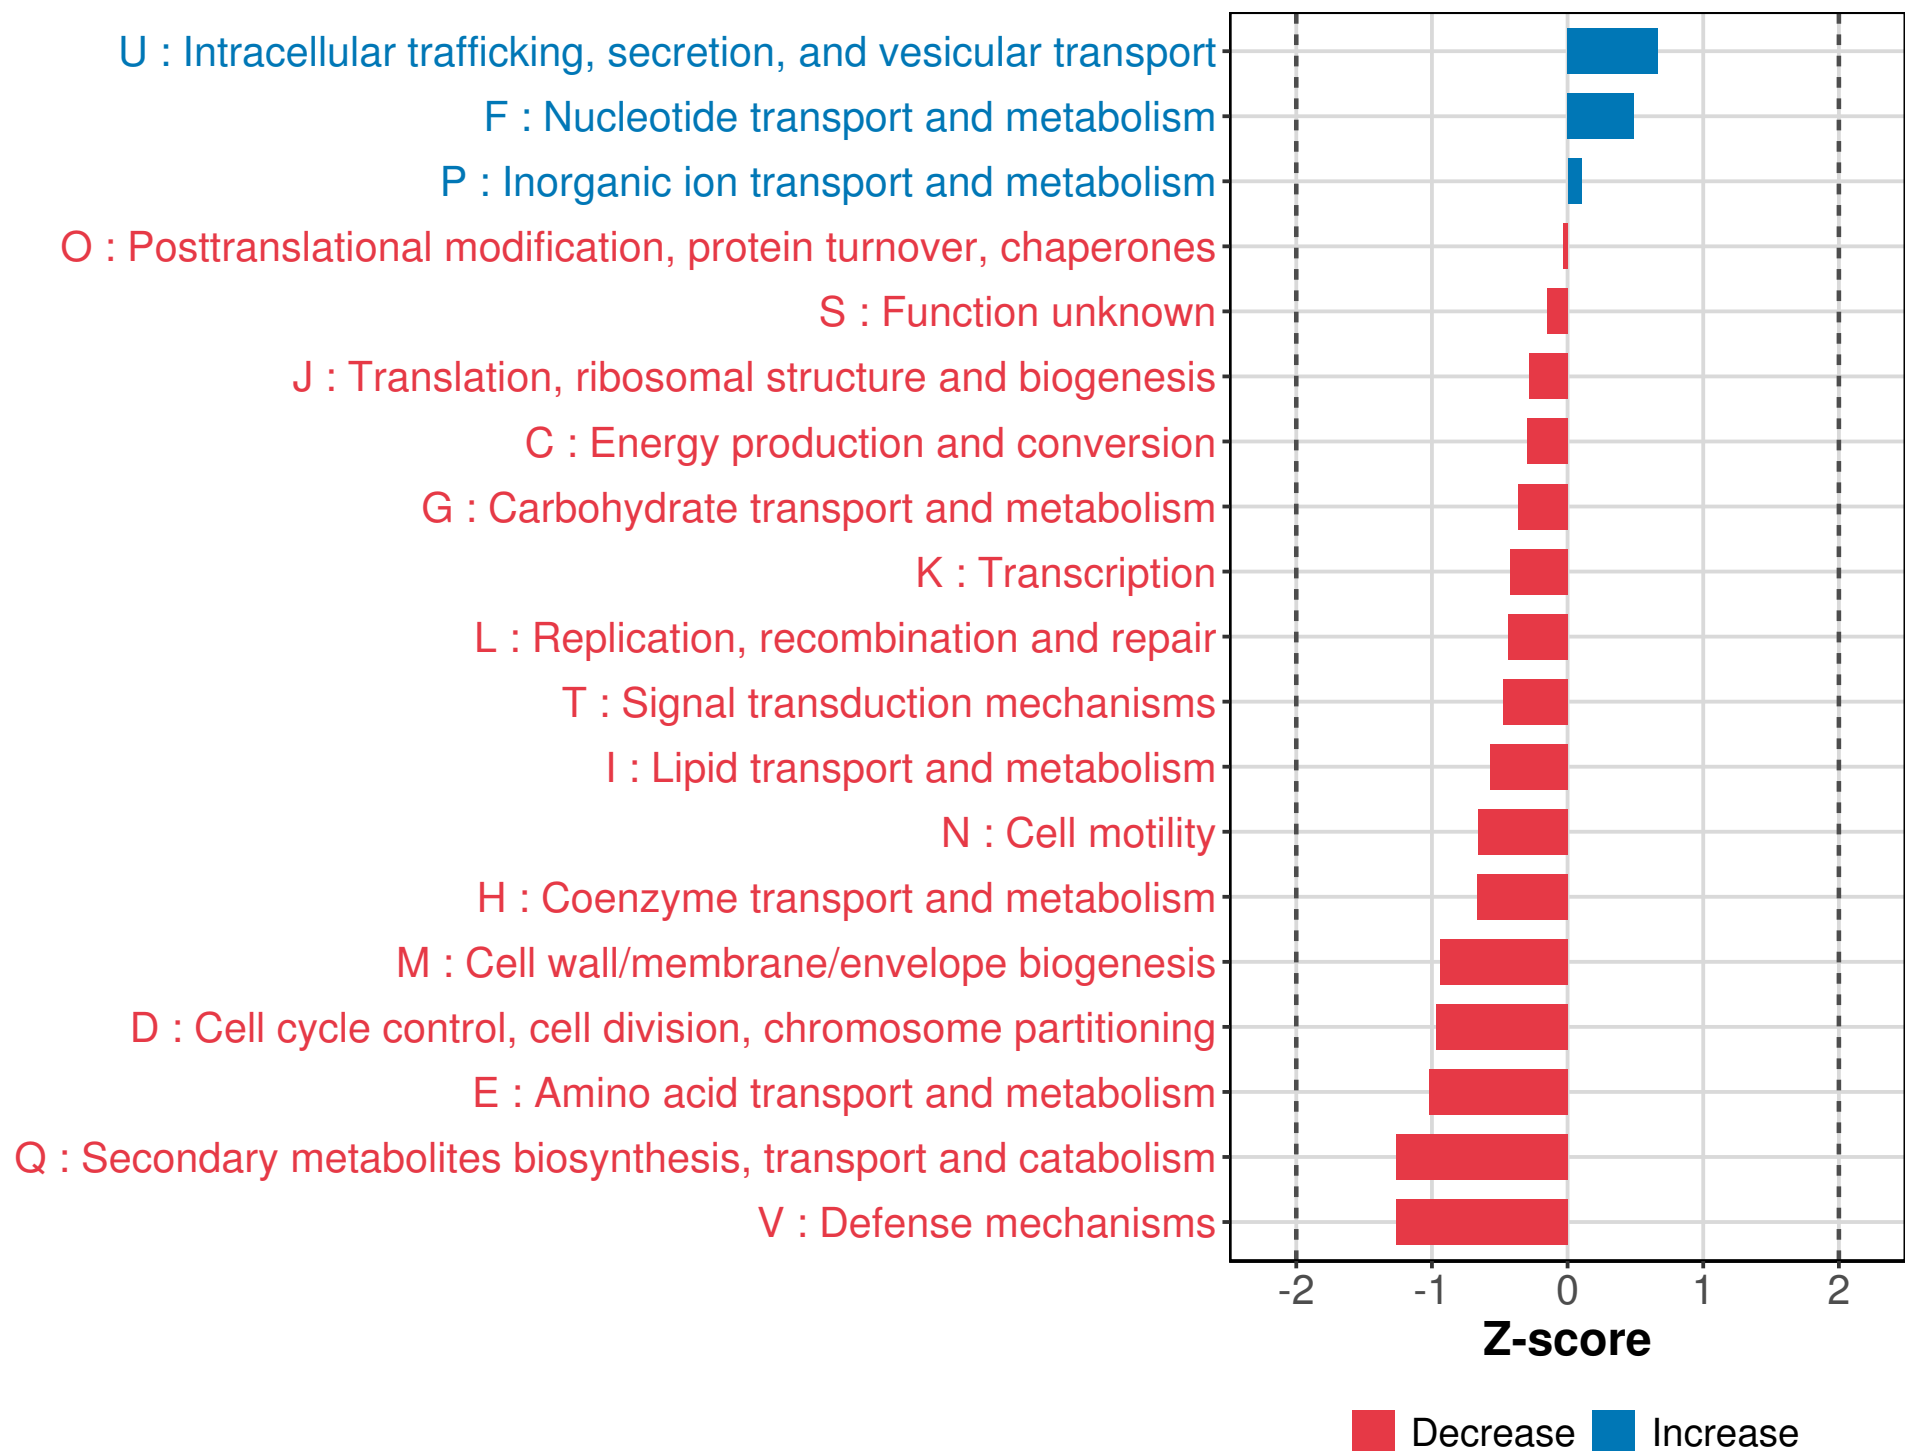 U : Intracellular trafficking, secretion, and vesicular transport
F : Nucleotide transport and metabolism
P : Inorganic ion transport and metabolism
O : Posttranslational modification, protein turnover, chaperones
S : Function unknown
J : Translation, ribosomal structure and biogenesis
C : Energy production and conversion
G : Carbohydrate transport and metabolism
K : Transcription
L : Replication, recombination and repair
T : Signal transduction mechanisms
I : Lipid transport and metabolism
N : Cell motility
H : Coenzyme transport and metabolism
M : Cell wall/membrane/envelope biogenesis
D : Cell cycle control, cell division, chromosome partitioning
E : Amino acid transport and metabolism
Q : Secondary metabolites biosynthesis, transport and catabolism
V : Defense mechanisms
-2 -1 0 1 2
Z-score
Decrease Increase